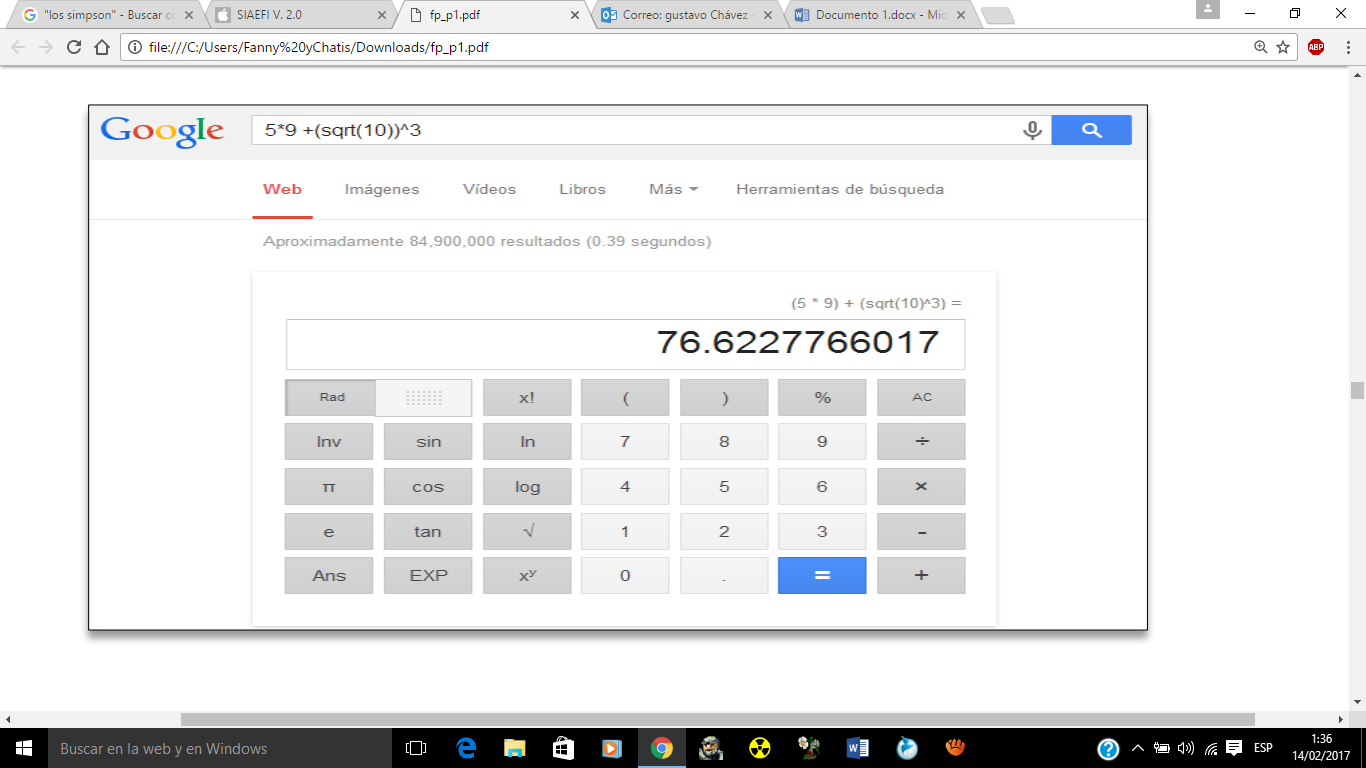 "los simpson" - Buscar co
SIAEFI V. 2.0
fp_p1.pdf
Correo: gustavo Chávez -
Documento 1.docx - Mic
file:///C:/Users/Fanny%20yChatis/Downloads/fp_p1.pdf
ABP
Google
5*9 +(sqrt(10))^3
Web Imágenes Vídeos Libros Más Herramientas de búsqueda
Aproximadamente 84,900,000 resultados (0.39 segundos)
(5 * 9) + (sqrt(10)^3) =
76.6227766017
Rad x! ( ) % AC
Inv sin ln 7 8 9 ÷
π cos log 4 5 6 ×
e tan √ 1 2 3 -
Ans EXP xʸ 0 . = +
Buscar en la web y en Windows
ESP
1:36
14/02/2017